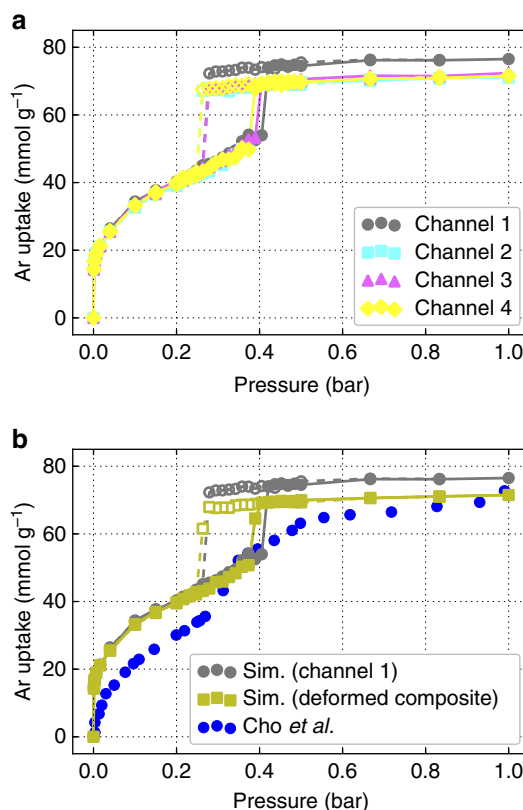 a
80
60
40
20
0
Ar uptake (mmol g⁻¹)
Channel 1
Channel 2
Channel 3
Channel 4
0.0 0.2 0.4 0.6 0.8 1.0
Pressure (bar)
b
80
60
40
20
0
Ar uptake (mmol g⁻¹)
Sim. (channel 1)
Sim. (deformed composite)
Cho et al.
0.0 0.2 0.4 0.6 0.8 1.0
Pressure (bar)